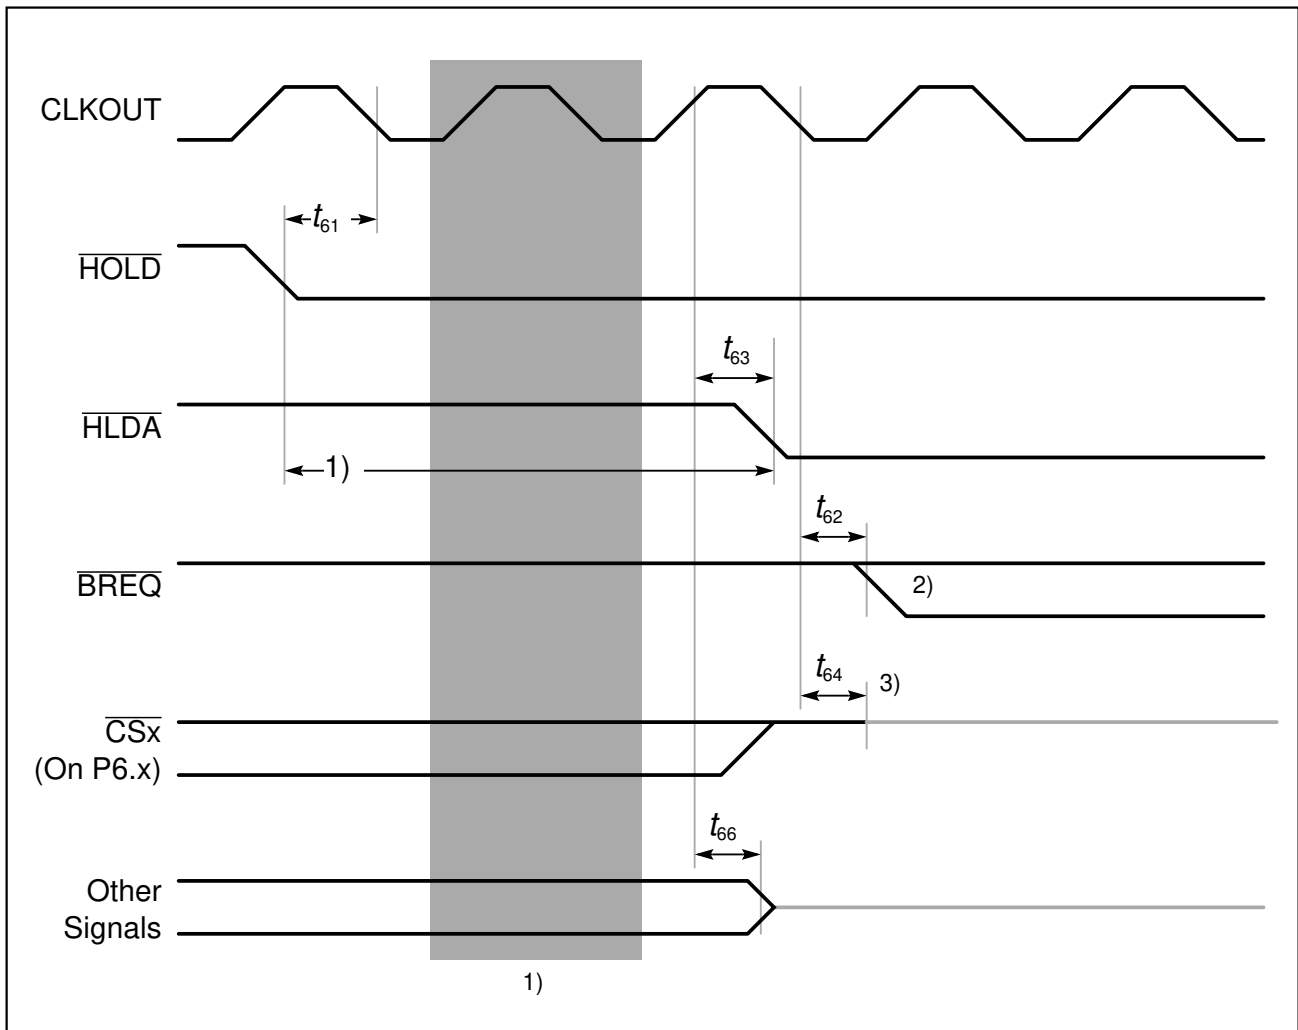 CLKOUT
t61
HOLD
t63
HLDA
1)
t62
BREQ
2)
t64
3)
CSx
(On P6.x)
t66
Other
Signals
1)